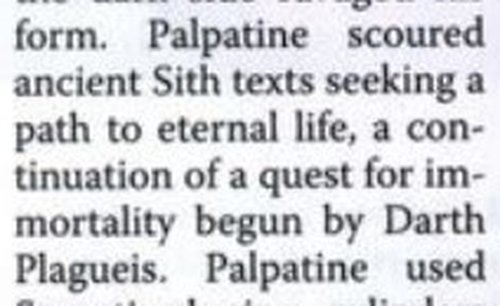 form. Palpatine scoured
ancient Sith texts seeking a
path to eternal life, a con-
tinuation of a quest for im-
mortality begun by Darth
Plagueis. Palpatine used